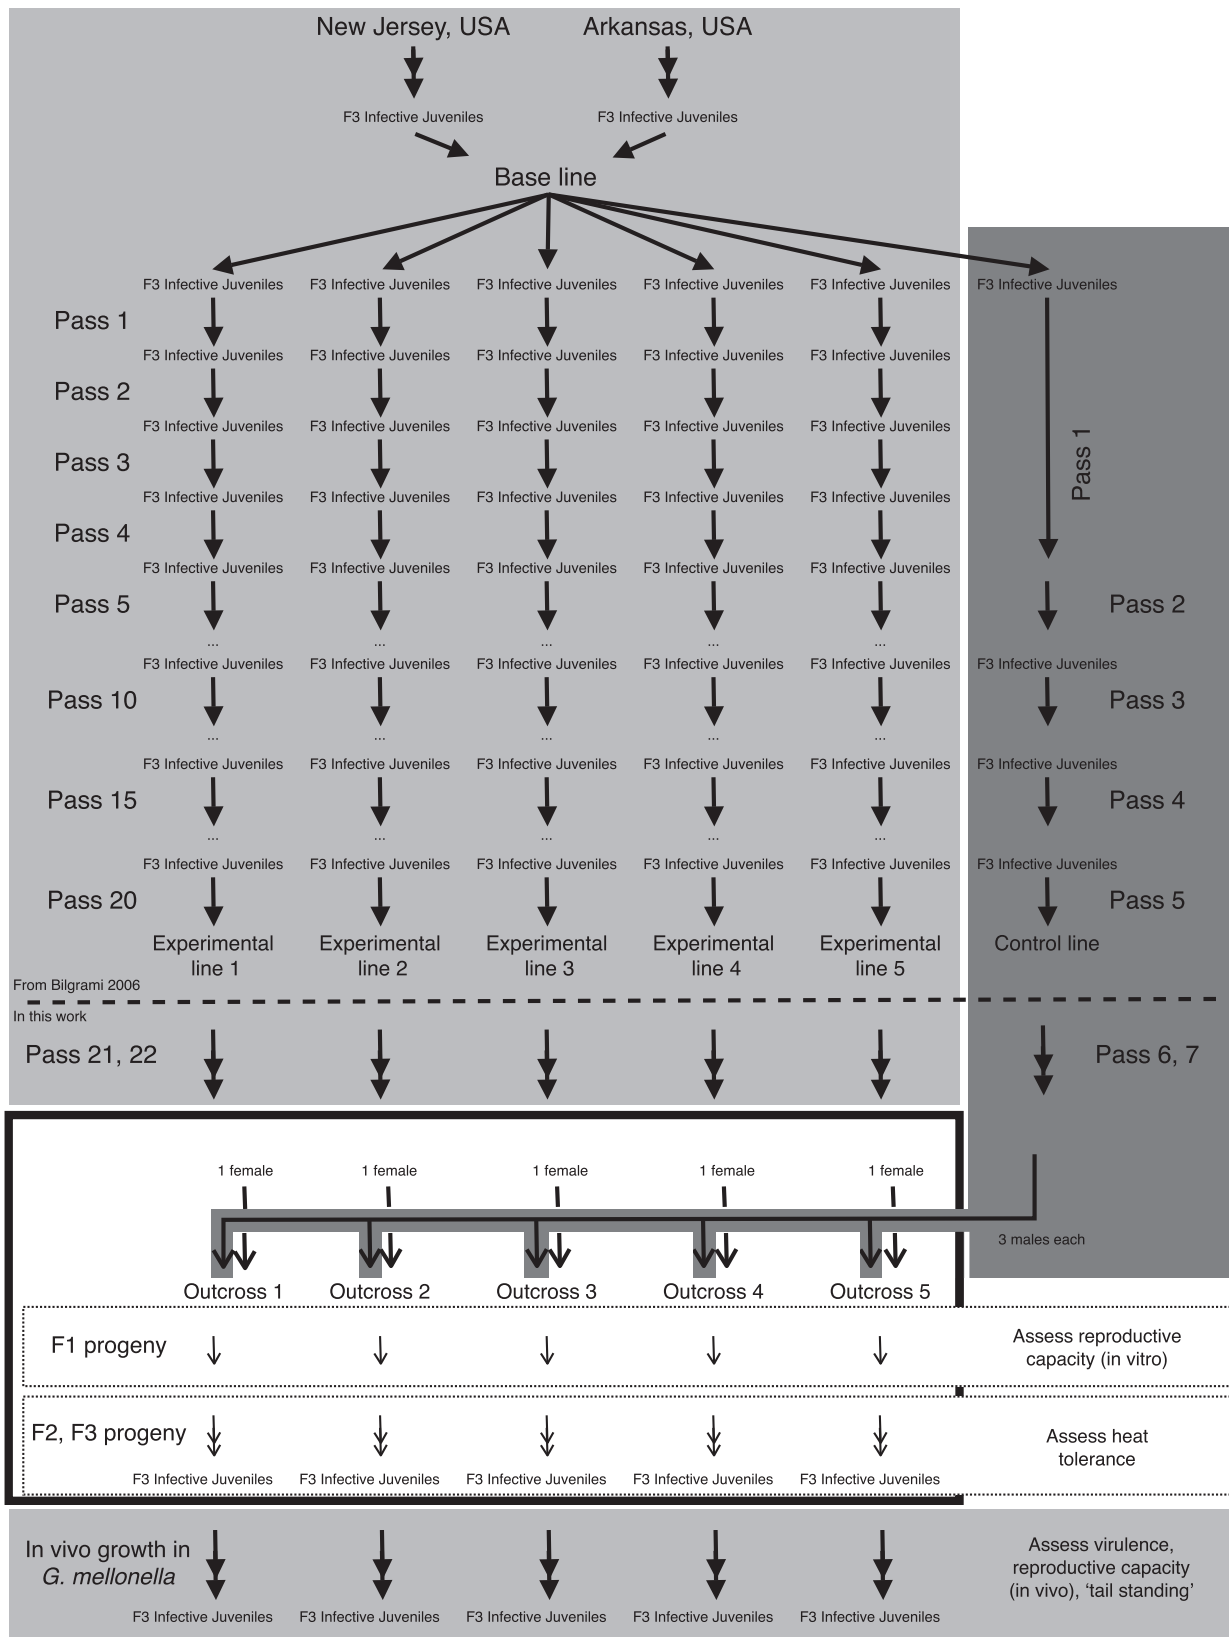 New Jersey, USA
Arkansas, USA
F3 Infective Juveniles
F3 Infective Juveniles
Base line
F3 Infective Juveniles F3 Infective Juveniles F3 Infective Juveniles F3 Infective Juveniles F3 Infective Juveniles F3 Infective Juveniles
Pass 1
F3 Infective Juveniles F3 Infective Juveniles F3 Infective Juveniles F3 Infective Juveniles F3 Infective Juveniles
Pass 2
F3 Infective Juveniles F3 Infective Juveniles F3 Infective Juveniles F3 Infective Juveniles F3 Infective Juveniles
Pass 3
Pass 1
F3 Infective Juveniles F3 Infective Juveniles F3 Infective Juveniles F3 Infective Juveniles F3 Infective Juveniles
Pass 4
F3 Infective Juveniles F3 Infective Juveniles F3 Infective Juveniles F3 Infective Juveniles F3 Infective Juveniles
Pass 5
Pass 2
... ... ... ... ...
F3 Infective Juveniles F3 Infective Juveniles F3 Infective Juveniles F3 Infective Juveniles F3 Infective Juveniles F3 Infective Juveniles
Pass 10
Pass 3
... ... ... ... ...
F3 Infective Juveniles F3 Infective Juveniles F3 Infective Juveniles F3 Infective Juveniles F3 Infective Juveniles F3 Infective Juveniles
Pass 15
Pass 4
... ... ... ... ...
F3 Infective Juveniles F3 Infective Juveniles F3 Infective Juveniles F3 Infective Juveniles F3 Infective Juveniles F3 Infective Juveniles
Pass 20
Pass 5
Experimental
line 1
Experimental
line 2
Experimental
line 3
Experimental
line 4
Experimental
line 5
Control line
From Bilgrami 2006
In this work
Pass 21, 22
Pass 6, 7
1 female 1 female 1 female 1 female 1 female
3 males each
Outcross 1 Outcross 2 Outcross 3 Outcross 4 Outcross 5
F1 progeny
Assess reproductive
capacity (in vitro)
F2, F3 progeny
Assess heat
tolerance
F3 Infective Juveniles F3 Infective Juveniles F3 Infective Juveniles F3 Infective Juveniles F3 Infective Juveniles
In vivo growth in
G. mellonella
Assess virulence,
reproductive capacity
(in vivo), ‘tail standing’
F3 Infective Juveniles F3 Infective Juveniles F3 Infective Juveniles F3 Infective Juveniles F3 Infective Juveniles